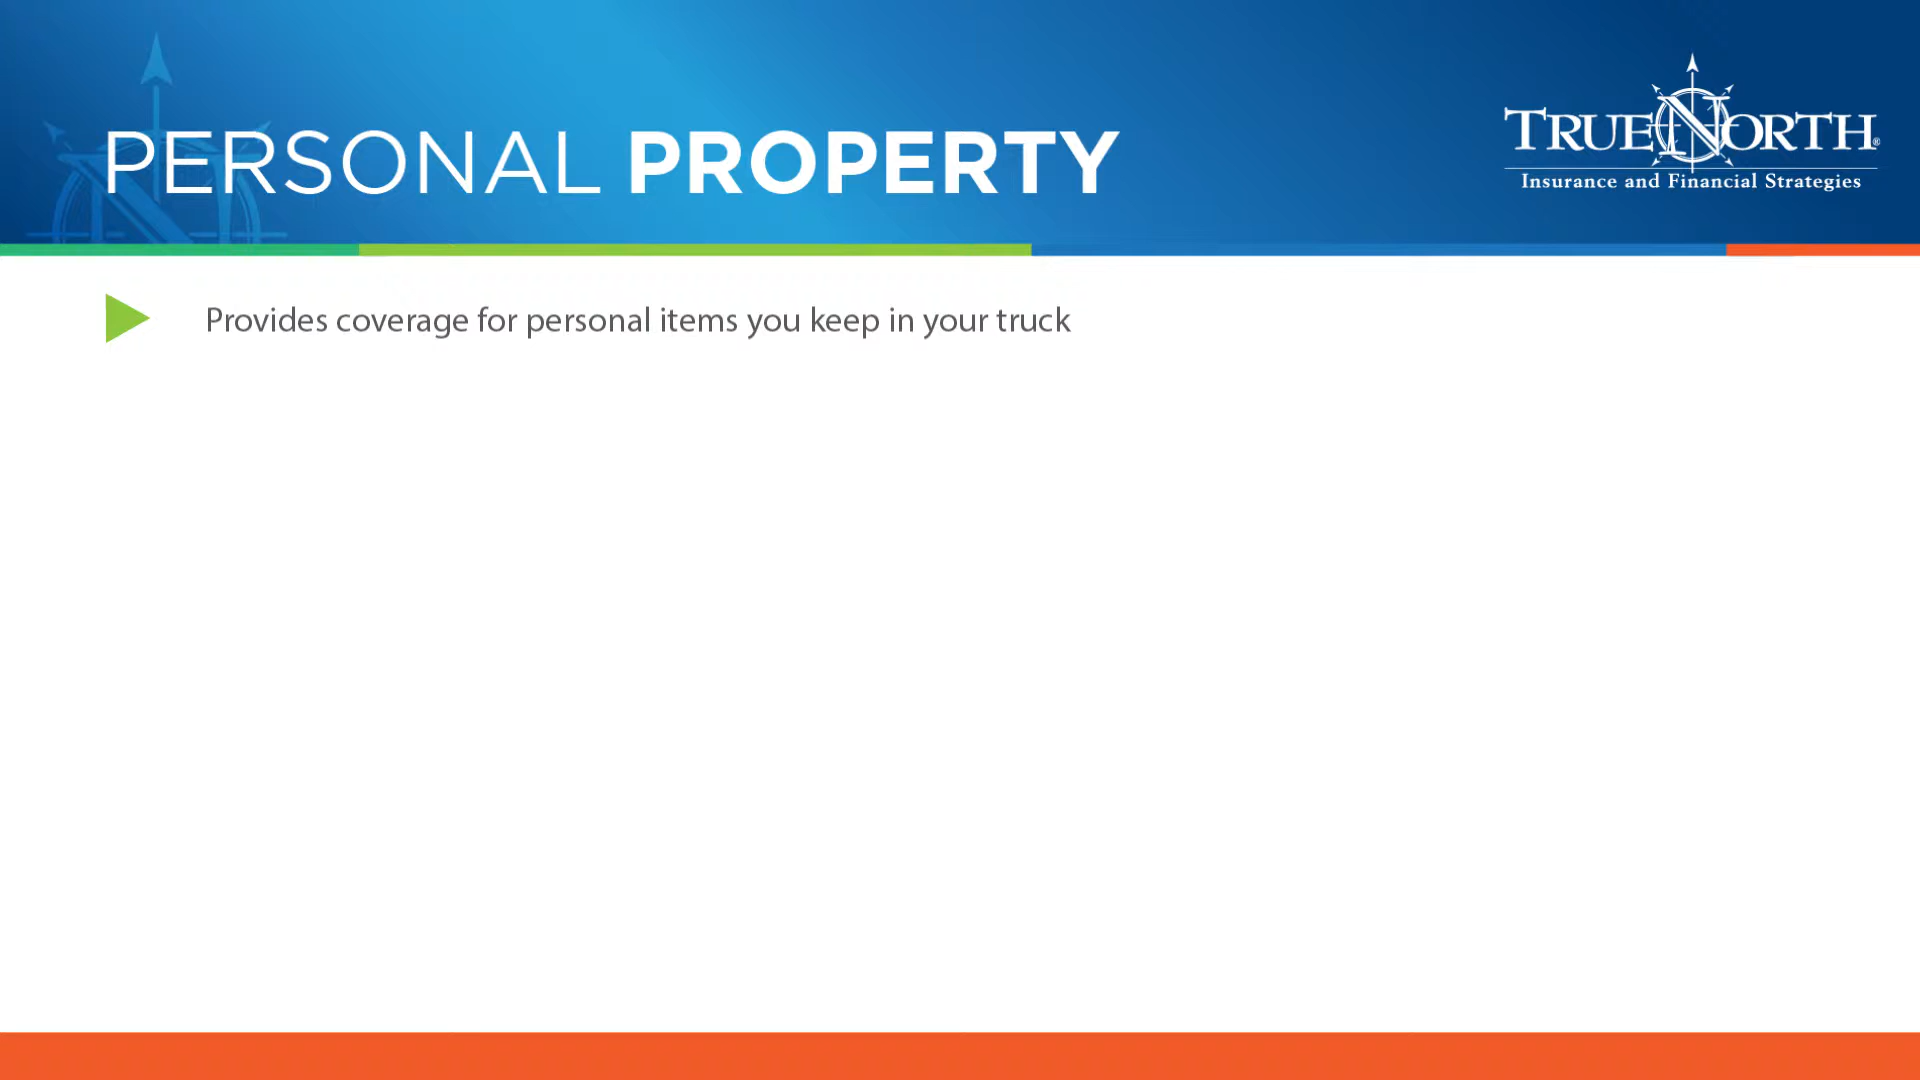 PERSONAL PROPERTY
TRUENORTH®
Insurance and Financial Strategies
Provides coverage for personal items you keep in your truck